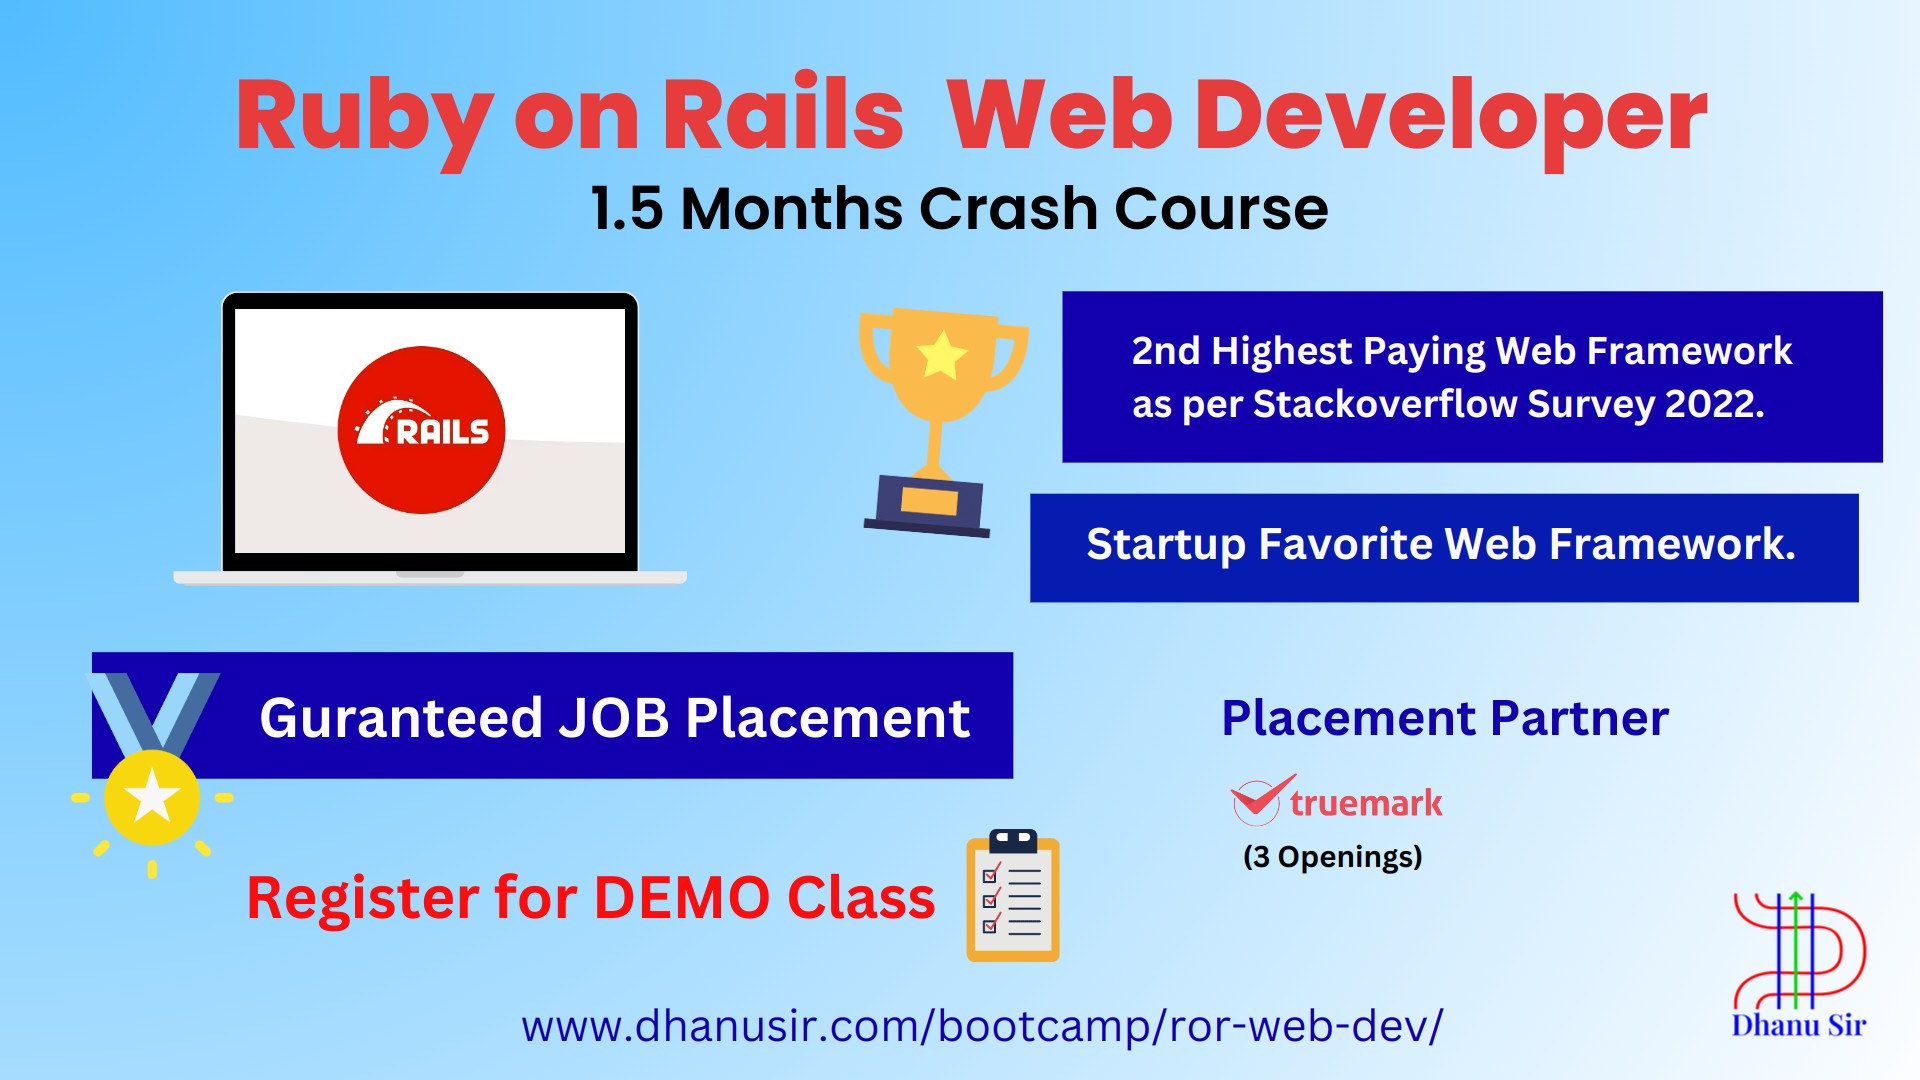 Ruby on Rails Web Developer
1.5 Months Crash Course
RAILS
2nd Highest Paying Web Framework
as per Stackoverflow Survey 2022.
Startup Favorite Web Framework.
Guranteed JOB Placement
Placement Partner
truemark
(3 Openings)
Register for DEMO Class
www.dhanusir.com/bootcamp/ror-web-dev/
Dhanu Sir